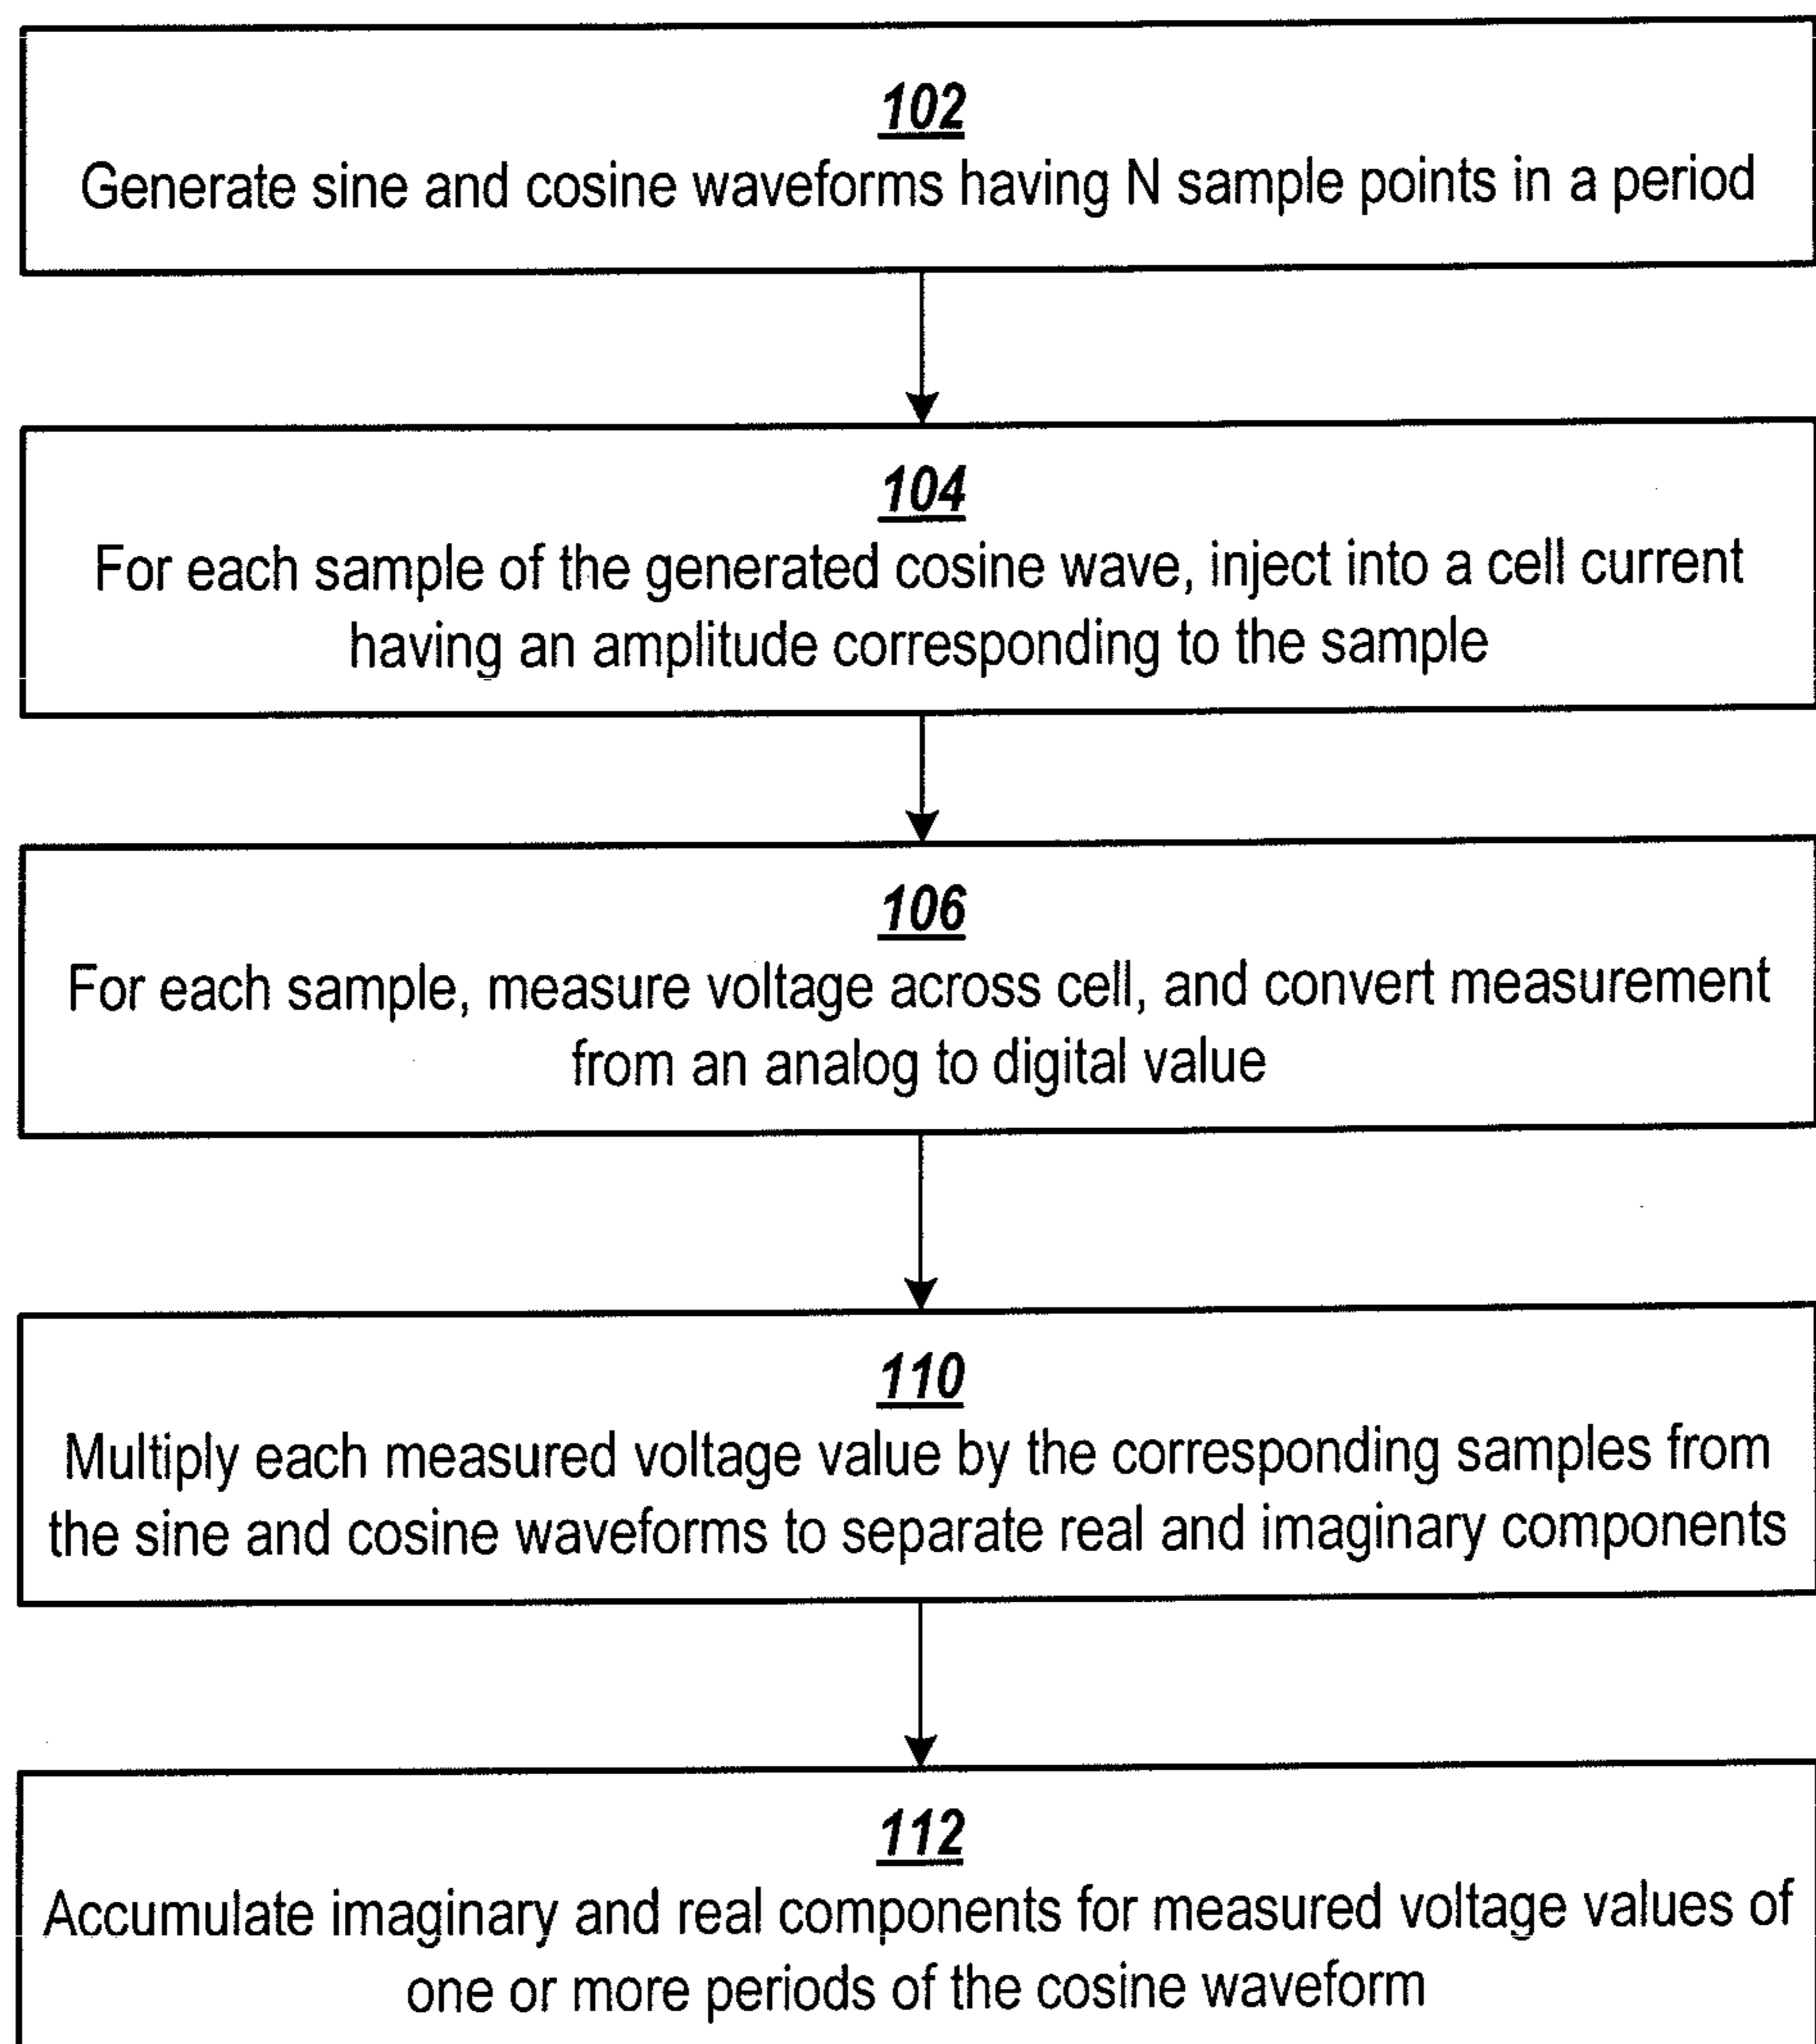 102
Generate sine and cosine waveforms having N sample points in a period
104
For each sample of the generated cosine wave, inject into a cell current
having an amplitude corresponding to the sample
106
For each sample, measure voltage across cell, and convert measurement
from an analog to digital value
110
Multiply each measured voltage value by the corresponding samples from
the sine and cosine waveforms to separate real and imaginary components
112
Accumulate imaginary and real components for measured voltage values of
one or more periods of the cosine waveform